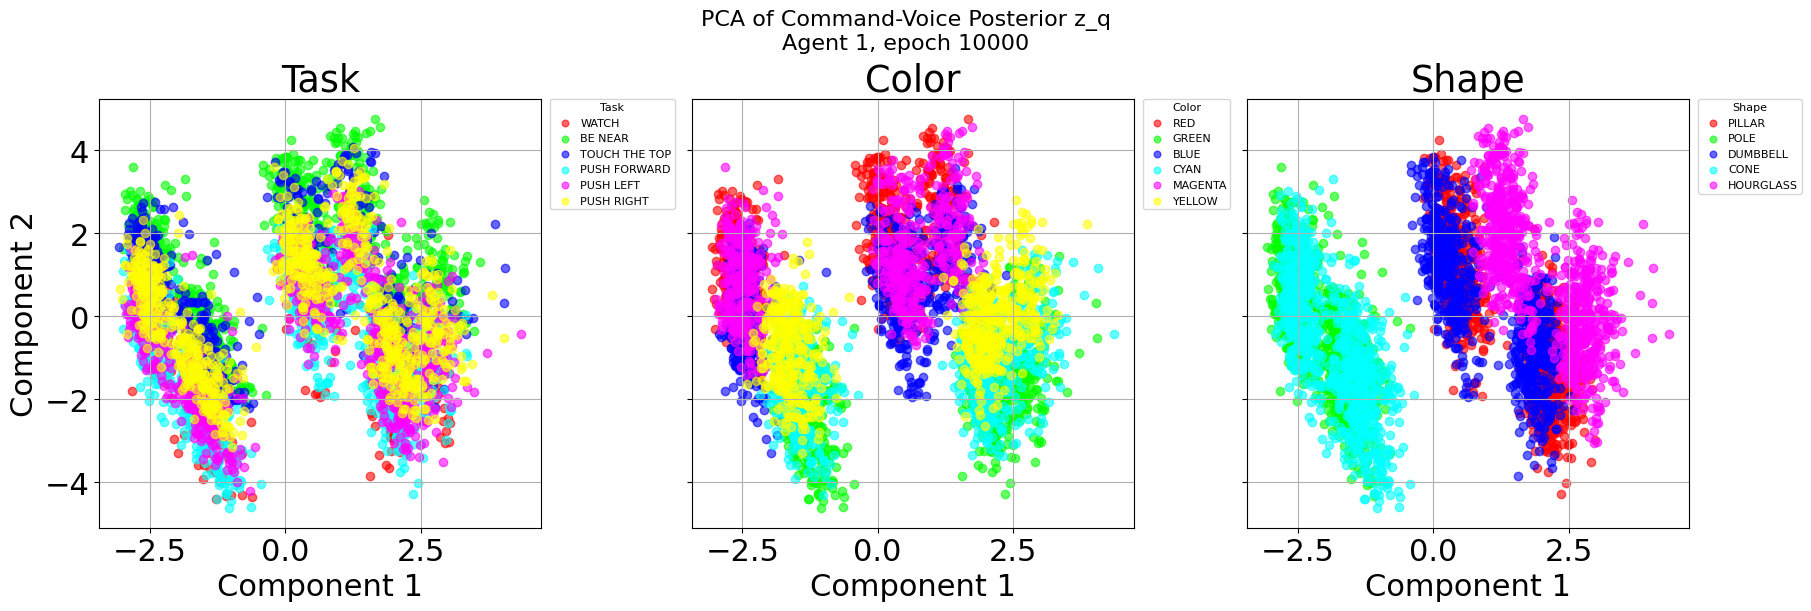 PCA of Command-Voice Posterior z_q
Agent 1, epoch 10000
Task
Color
Shape
Component 2
4
2
0
−2
−4
−2.5
0.0
2.5
Component 1
Task
WATCH
BE NEAR
TOUCH THE TOP
PUSH FORWARD
PUSH LEFT
PUSH RIGHT
−2.5
0.0
2.5
Component 1
Color
RED
GREEN
BLUE
CYAN
MAGENTA
YELLOW
−2.5
0.0
2.5
Component 1
Shape
PILLAR
POLE
DUMBBELL
CONE
HOURGLASS